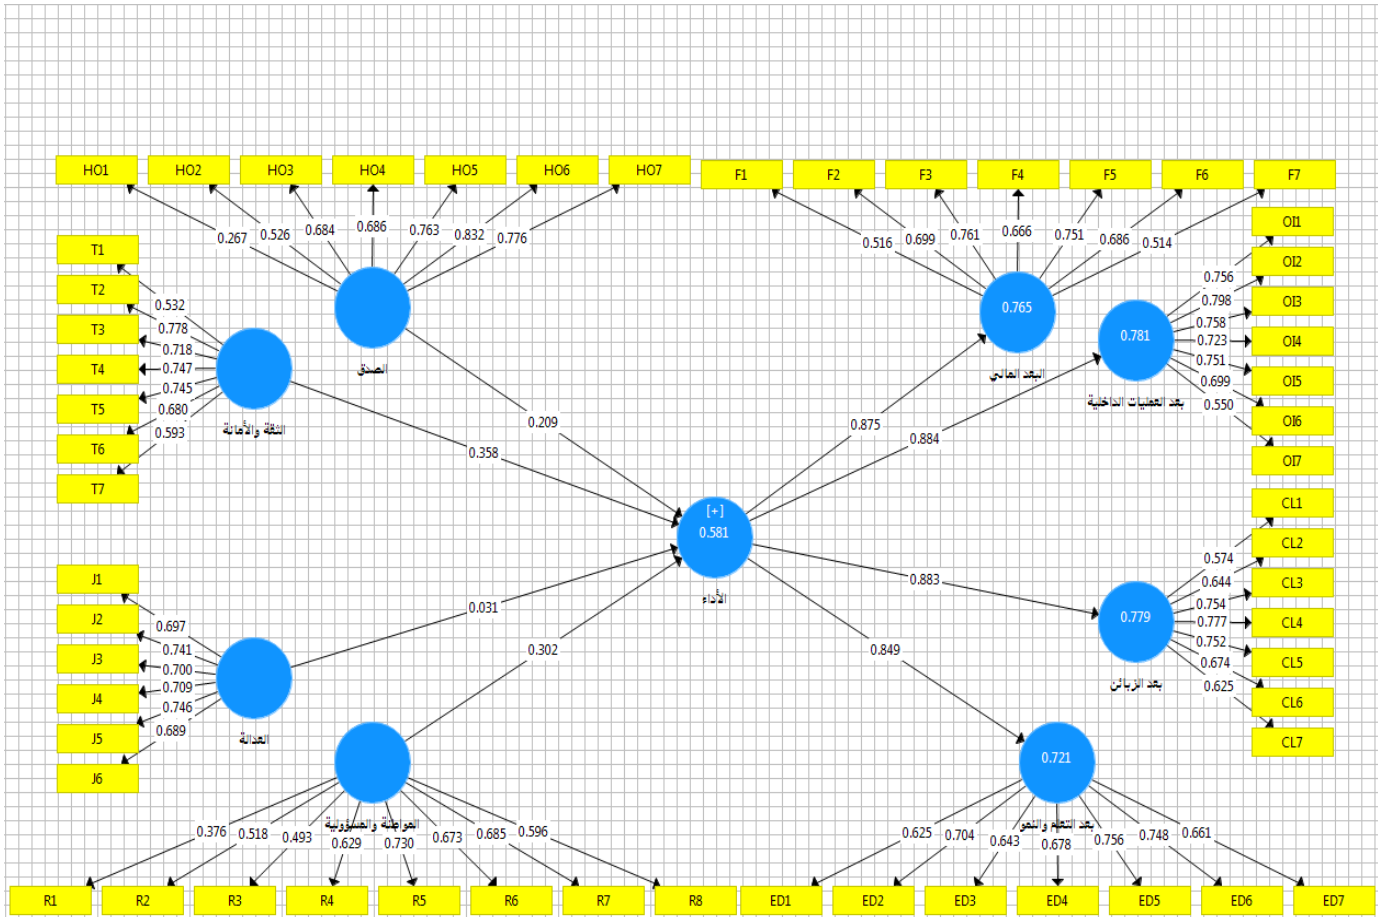 HO1 HO2 HO3 HO4 HO5 HO6 HO7
0.267 0.526 0.684 0.686 0.763 0.832 0.776
الصدق
F1 F2 F3 F4 F5 F6 F7
0.516 0.699 0.761 0.666 0.751 0.686 0.514
0.765
البعد المالي
T1
T2
T3
T4
T5
T6
T7
0.532
0.778
0.718
0.747
0.745
0.680
0.593
الثقة والأمانة
OI1
OI2
OI3
OI4
OI5
OI6
OI7
0.756
0.798
0.758
0.723
0.751
0.699
0.550
0.781
بعد العمليات الداخلية
0.209
0.358
0.031
0.302
[+]
0.581
الأداء
0.875
0.884
0.883
0.849
J1
J2
J3
J4
J5
J6
0.697
0.741
0.700
0.709
0.746
0.689
العدالة
CL1
CL2
CL3
CL4
CL5
CL6
CL7
0.574
0.644
0.754
0.777
0.752
0.674
0.625
0.779
بعد الزبائن
المواطنة والمسؤولية
0.376 0.518 0.493 0.629 0.730 0.673 0.685 0.596
R1 R2 R3 R4 R5 R6 R7 R8
0.721
بعد التعلم والنمو
0.625 0.704 0.643 0.678 0.756 0.748 0.661
ED1 ED2 ED3 ED4 ED5 ED6 ED7